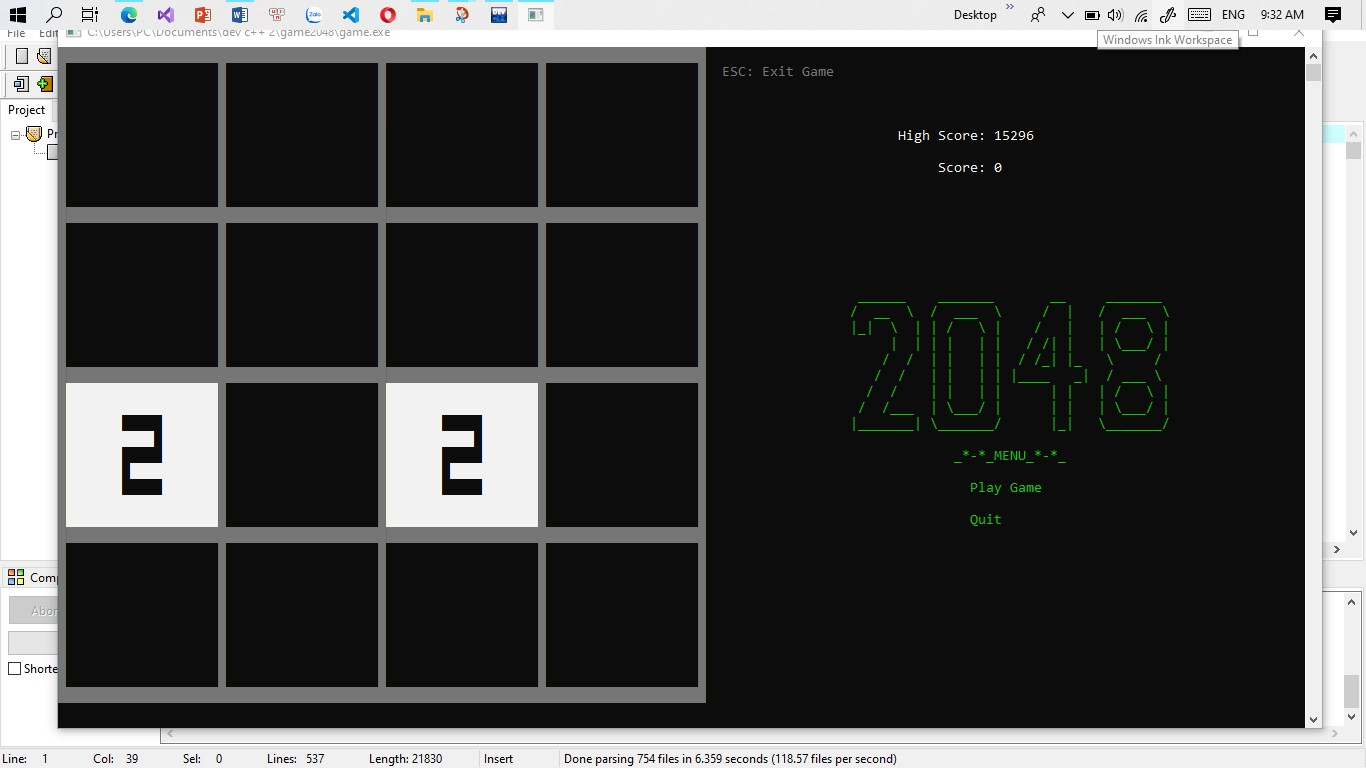 Desktop
ENG
9:32 AM
File
C:\Users\PC\Documents\dev c++ 2\game2048\game.exe
Windows Ink Workspace
ESC: Exit Game
Project
High Score: 15296
Score: 0
2048
2
2
_*-*_MENU_*-*_
Play Game
Quit
Line: 1 Col: 39 Sel: 0 Lines: 537 Length: 21830 Insert Done parsing 754 files in 6.359 seconds (118.57 files per second)